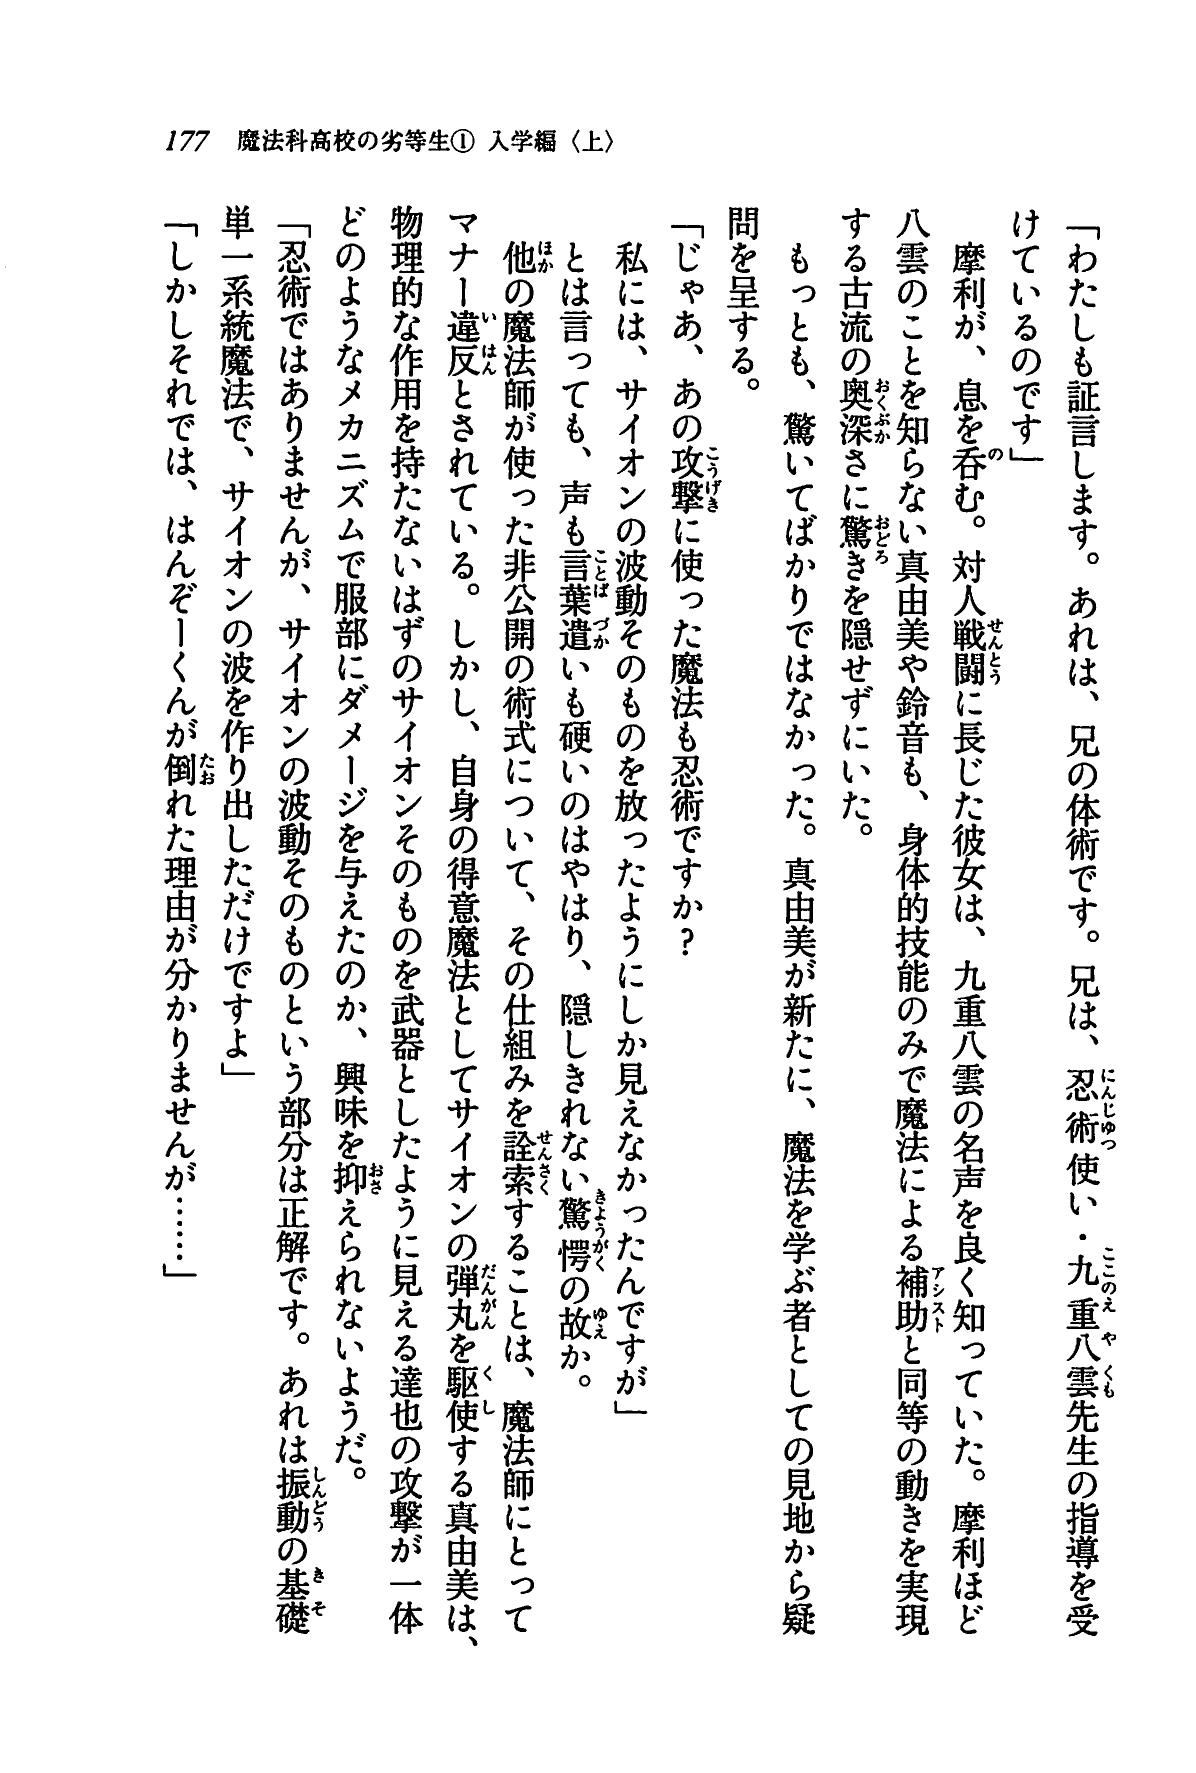 177　魔法科高校の劣等生① 入学編〈上〉
「わたしも証言します。あれは、兄の体術です。兄は、忍術使い・九重八雲先生の指導を受
けているのです」
　摩利が、息を呑む。対人戦闘に長じた彼女は、九重八雲の名声を良く知っていた。摩利ほど
八雲のことを知らない真由美や鈴音も、身体的技能のみで魔法による補助と同等の動きを実現
する古流の奥深さに驚きを隠せずにいた。
　もっとも、驚いてばかりではなかった。真由美が新たに、魔法を学ぶ者としての見地から疑
問を呈する。
「じゃあ、あの攻撃に使った魔法も忍術ですか？
　私には、サイオンの波動そのものを放ったようにしか見えなかったんですが」
　とは言っても、声も言葉遣いも硬いのはやはり、隠しきれない驚愕の故か。
　他の魔法師が使った非公開の術式について、その仕組みを詮索することは、魔法師にとって
マナー違反とされている。しかし、自身の得意魔法としてサイオンの弾丸を駆使する真由美は、
物理的な作用を持たないはずのサイオンそのものを武器としたように見える達也の攻撃が一体
どのようなメカニズムで服部にダメージを与えたのか、興味を抑えられないようだ。
「忍術ではありませんが、サイオンの波動そのものという部分は正解です。あれは振動の基礎
単一系統魔法で、サイオンの波を作り出しただけですよ」
「しかしそれでは、はんぞーくんが倒れた理由が分かりませんが……」